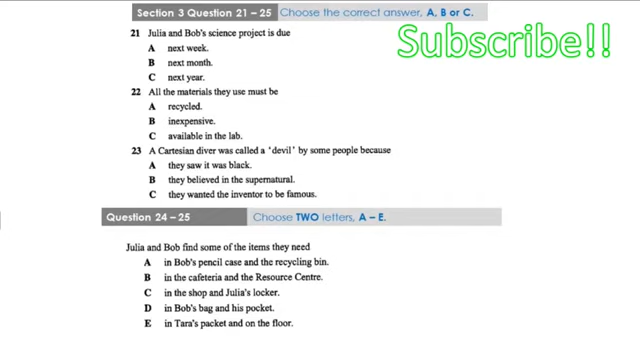 Section 3 Question 21 – 25 Choose the correct answer, A, B or C.
Subscribe!!
21 Julia and Bob's science project is due
A next week.
B next month.
C next year.
22 All the materials they use must be
A recycled.
B inexpensive.
C available in the lab.
23 A Cartesian diver was called a 'devil' by some people because
A they saw it was black.
B they believed in the supernatural.
C they wanted the inventor to be famous.
Question 24 – 25 Choose TWO letters, A – E.
Julia and Bob find some of the items they need
A in Bob's pencil case and the recycling bin.
B in the cafeteria and the Resource Centre.
C in the shop and Julia's locker.
D in Bob's bag and his pocket.
E in Tara's packet and on the floor.